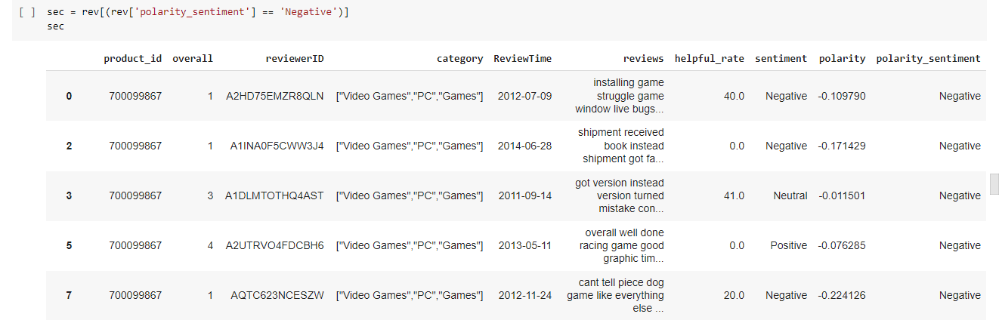 [ ] sec = rev[(rev['polarity_sentiment'] == 'Negative')]
sec
product_id overall reviewerID category ReviewTime reviews helpful_rate sentiment polarity polarity_sentiment
0 700099867 1 A2HD75EMZR8QLN ["Video Games","PC","Games"] 2012-07-09 installing game struggle game window live bugs... 40.0 Negative -0.109790 Negative
2 700099867 1 A1INA0F5CWW3J4 ["Video Games","PC","Games"] 2014-06-28 shipment received book instead shipment got fa... 0.0 Negative -0.171429 Negative
3 700099867 3 A1DLMTOTHQ4AST ["Video Games","PC","Games"] 2011-09-14 got version instead version turned mistake con... 41.0 Neutral -0.011501 Negative
5 700099867 4 A2UTRVO4FDCBH6 ["Video Games","PC","Games"] 2013-05-11 overall well done racing game good graphic tim... 0.0 Positive -0.076285 Negative
7 700099867 1 AQTC623NCESZW ["Video Games","PC","Games"] 2012-11-24 cant tell piece dog game like everything else ... 20.0 Negative -0.224126 Negative